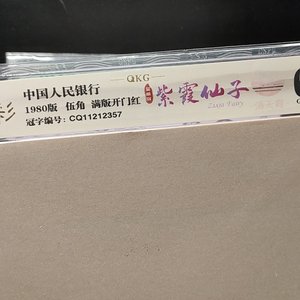 QKG
中国人民银行
1980版 伍角 满版开门红
冠字编号：CQ11212357
紫霞仙子
Zixia Fairy